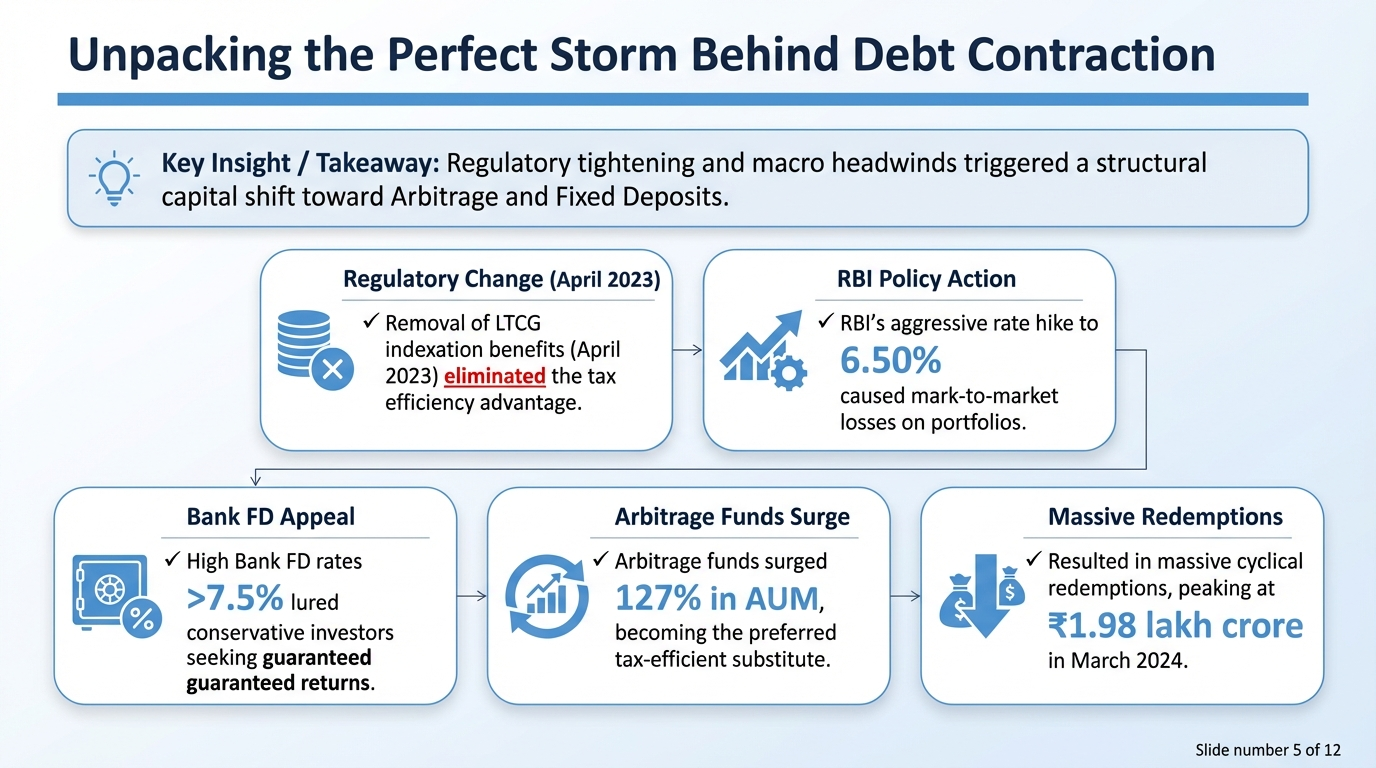 Unpacking the Perfect Storm Behind Debt Contraction
Key Insight / Takeaway: Regulatory tightening and macro headwinds triggered a structural
capital shift toward Arbitrage and Fixed Deposits.
Regulatory Change (April 2023)
✓ Removal of LTCG
indexation benefits (April
2023) eliminated the tax
efficiency advantage.
RBI Policy Action
✓ RBI's aggressive rate hike to
6.50%
caused mark-to-market
losses on portfolios.
Bank FD Appeal
✓ High Bank FD rates
>7.5% lured
conservative investors
seeking guaranteed
guaranteed returns.
%
Arbitrage Funds Surge
✓ Arbitrage funds surged
127% in AUM,
becoming the preferred
tax-efficient substitute.
Massive Redemptions
✓ Resulted in massive cyclical
redemptions, peaking at
₹1.98 lakh crore
in March 2024.
$
$
Slide number 5 of 12